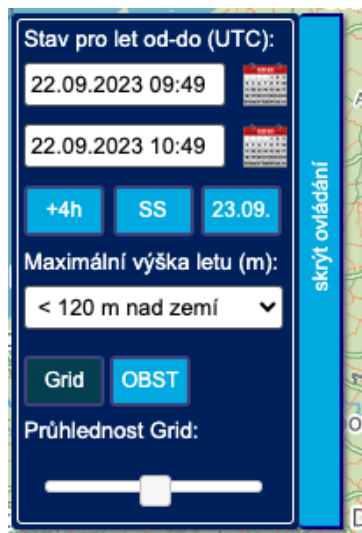 Stav pro let od-do (UTC):
22.09.2023 09:49
22.09.2023 10:49
+4h SS 23.09.
Maximální výška letu (m):
< 120 m nad zemí
Grid OBST
Průhlednost Grid:
skrýt ovládání